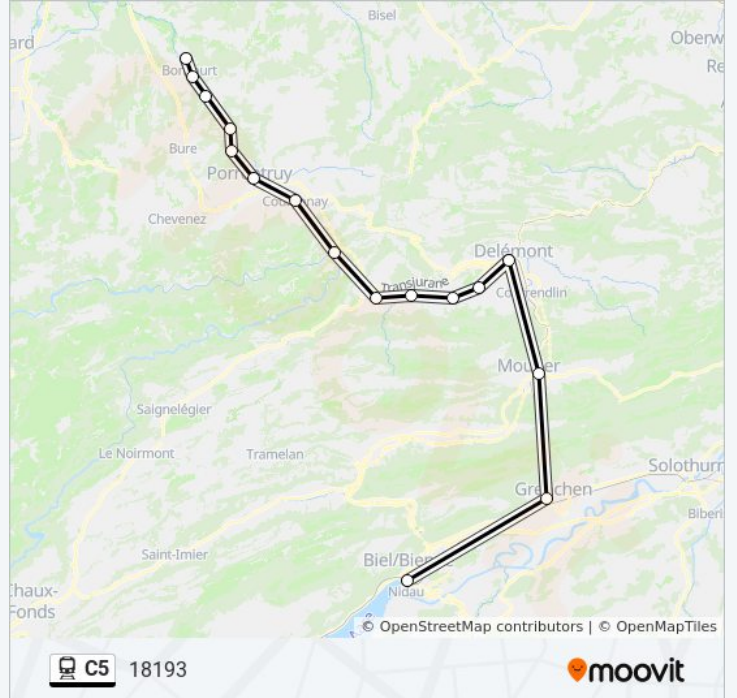 Bisel
ard
Oberw
Re
Boncourt
Bure
Porrentruy
Courgenay
Chevenez
Delémont
Transjurane
Courrendlin
Moutier
Saignelégier
Le Noirmont
Tramelan
Solothurn
Grenchen
Biberi
Saint-Imier
Biel/Bienne
Nidau
Chaux-
Fonds
© OpenStreetMap contributors | © OpenMapTiles
C5 18193 moovit